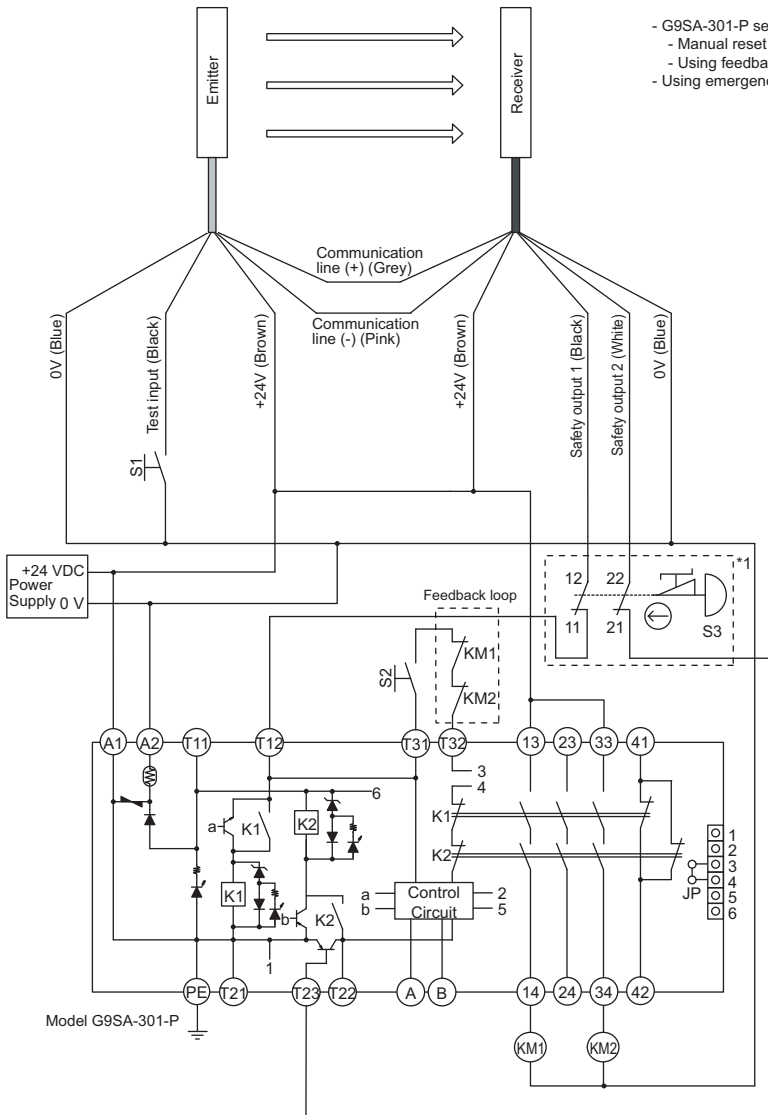 - G9SA-301-P se
- Manual reset
- Using feedba
- Using emergen
Emitter
Receiver
Communication
line (+) (Grey)
Communication
line (-) (Pink)
0V (Blue)
Test input (Black)
+24V (Brown)
+24V (Brown)
Safety output 1 (Black)
Safety output 2 (White)
0V (Blue)
S1
+24 VDC
Power
Supply 0 V
*1
12
22
11
21
S3
Feedback loop
S2
KM1
KM2
A1
A2
T11
T12
T31
T32
13
23
33
41
3
4
6
a
K1
K2
K1
K2
K1
b
K2
a
b
Control
Circuit
2
5
1
2
3
4
5
6
JP
1
PE
T21
T23
T22
A
B
14
24
34
42
Model G9SA-301-P
KM1
KM2